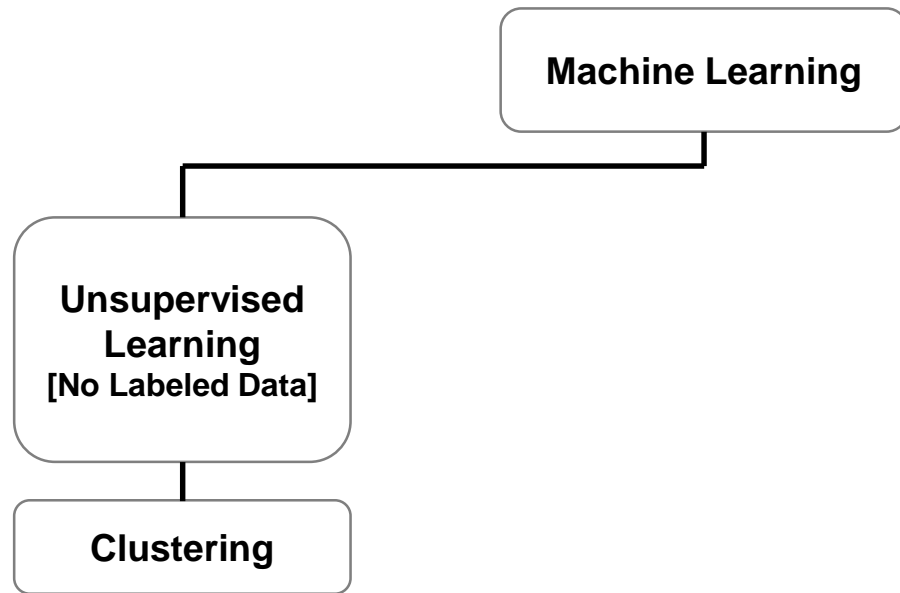 Machine Learning
Unsupervised
Learning
[No Labeled Data]
Clustering